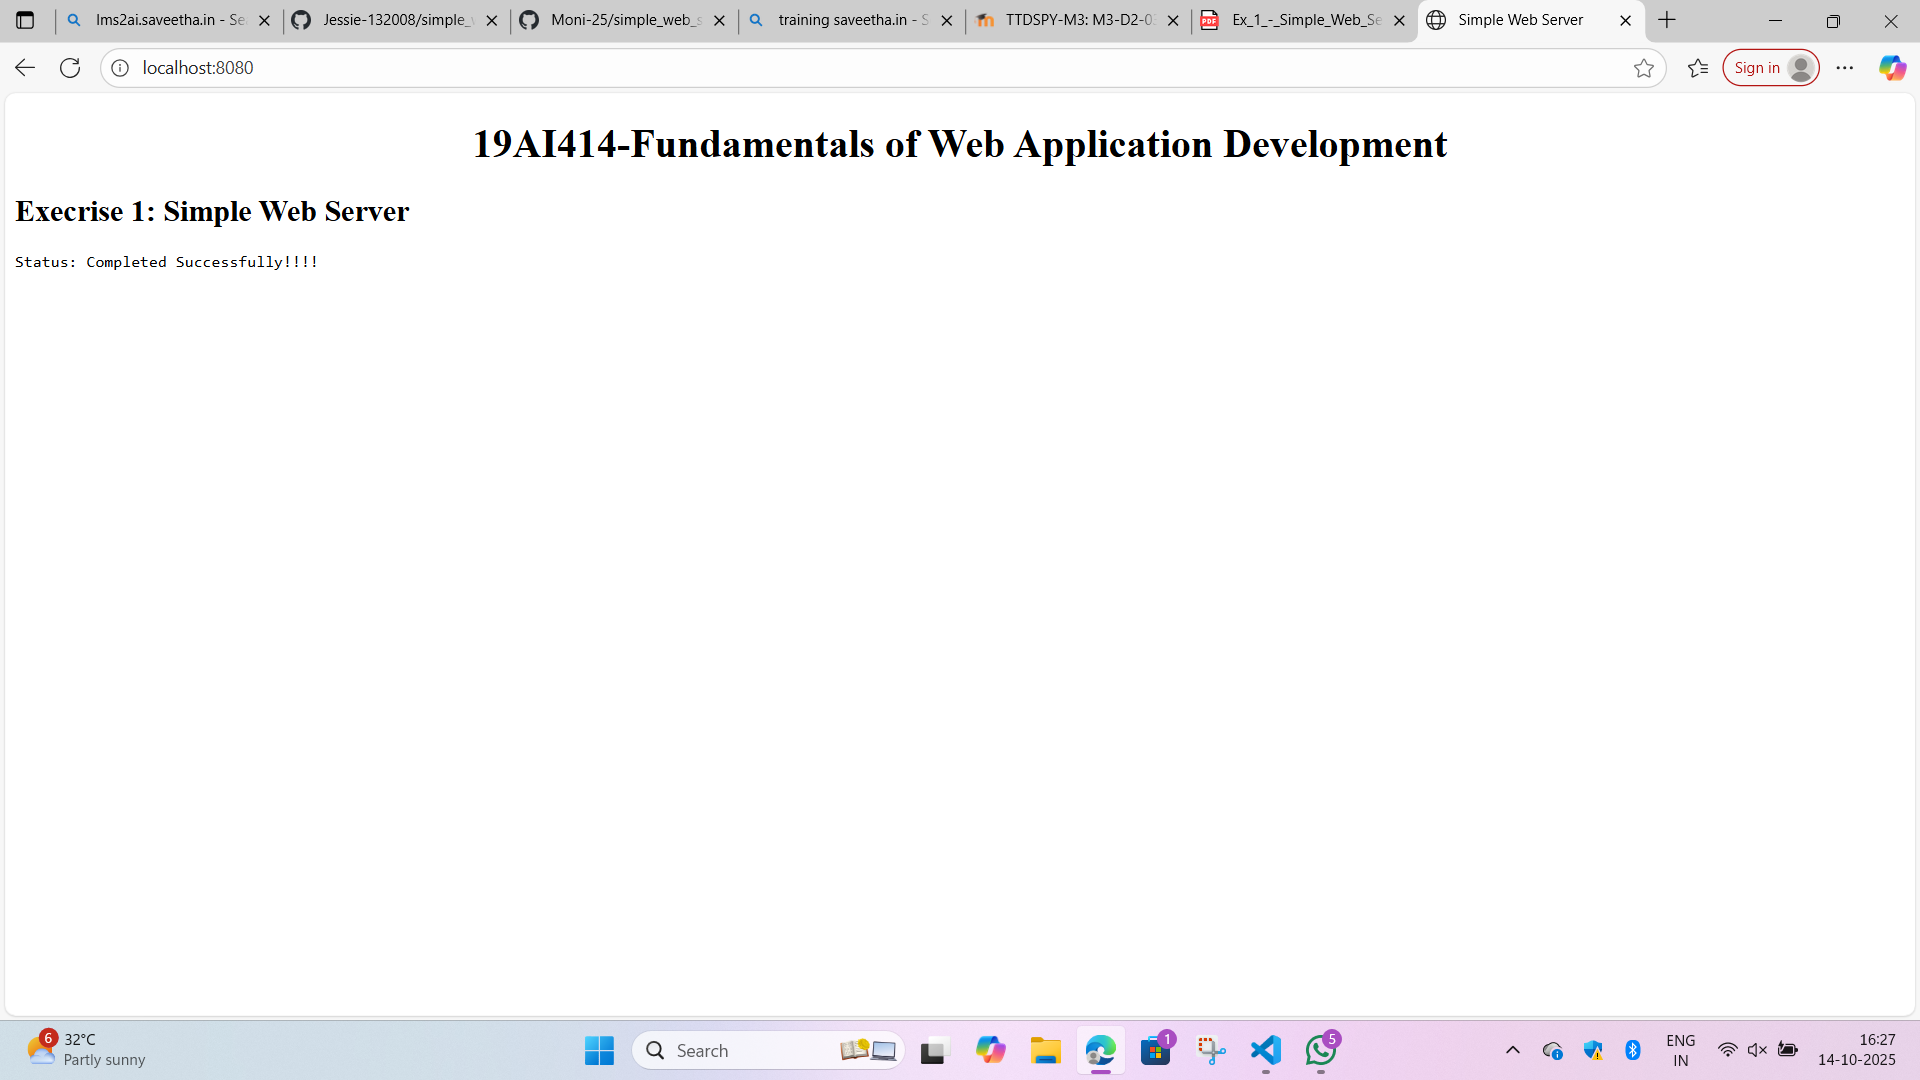 lms2ai.saveetha.in - Se
Jessie-132008/simple_
Moni-25/simple_web_s
training saveetha.in - S
TTDSPY-M3: M3-D2-03
Ex_1_-_Simple_Web_Se
Simple Web Server
localhost:8080
Sign in
19AI414-Fundamentals of Web Application Development
Execrise 1: Simple Web Server
Status: Completed Successfully!!!!
6
32°C
Partly sunny
Search
1
5
ENG
IN
16:27
14-10-2025